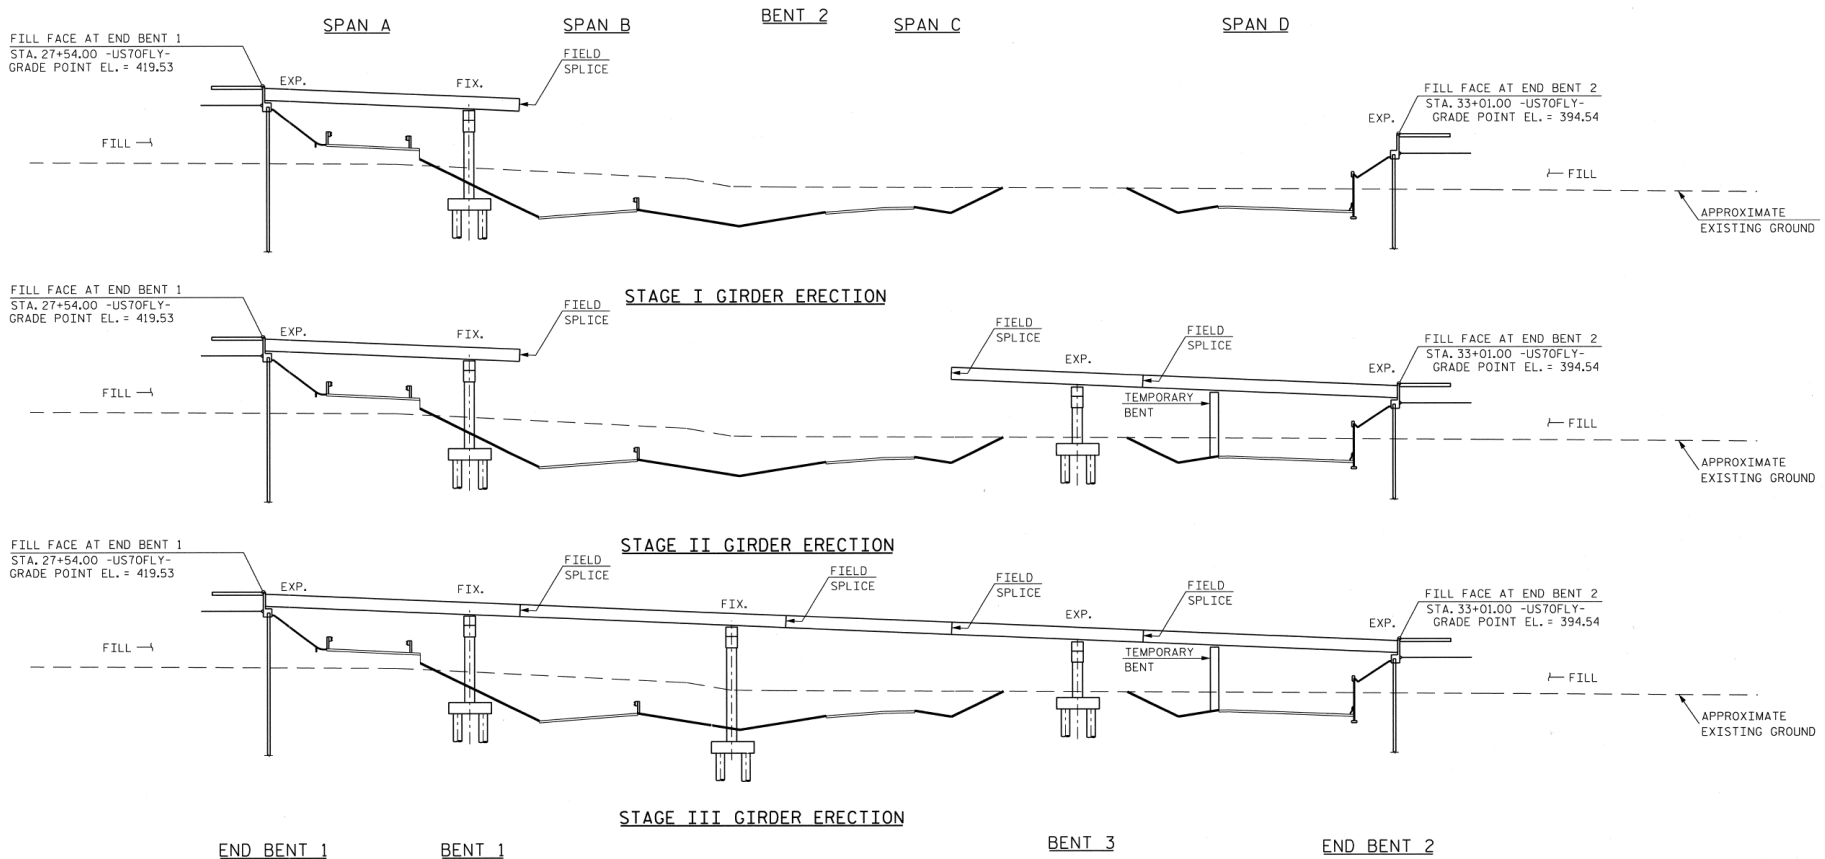 SPAN A
SPAN B
BENT 2
SPAN C
SPAN D
FILL FACE AT END BENT 1
STA. 27+54.00 -US70FLY-
GRADE POINT EL. = 419.53
EXP.
FIX.
FIELD
SPLICE
FILL FACE AT END BENT 2
STA. 33+01.00 -US70FLY-
GRADE POINT EL. = 394.54
EXP.
FILL
FILL
APPROXIMATE
EXISTING GROUND
STAGE I GIRDER ERECTION
FILL FACE AT END BENT 1
STA. 27+54.00 -US70FLY-
GRADE POINT EL. = 419.53
EXP.
FIX.
FIELD
SPLICE
FIELD
SPLICE
EXP.
FIELD
SPLICE
FILL FACE AT END BENT 2
STA. 33+01.00 -US70FLY-
GRADE POINT EL. = 394.54
EXP.
FILL
TEMPORARY
BENT
FILL
APPROXIMATE
EXISTING GROUND
STAGE II GIRDER ERECTION
FILL FACE AT END BENT 1
STA. 27+54.00 -US70FLY-
GRADE POINT EL. = 419.53
EXP.
FIX.
FIELD
SPLICE
FIX.
FIELD
SPLICE
FIELD
SPLICE
EXP.
FIELD
SPLICE
FILL FACE AT END BENT 2
STA. 33+01.00 -US70FLY-
GRADE POINT EL. = 394.54
EXP.
FILL
TEMPORARY
BENT
FILL
APPROXIMATE
EXISTING GROUND
STAGE III GIRDER ERECTION
END BENT 1
BENT 1
BENT 3
END BENT 2